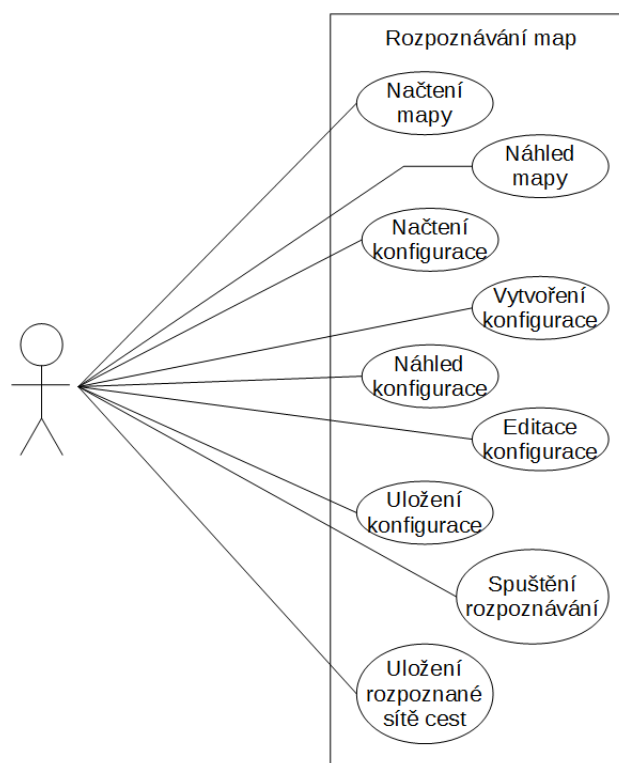 Rozpoznávání map
Načtení
mapy
Náhled
mapy
Načtení
konfigurace
Vytvoření
konfigurace
Náhled
konfigurace
Editace
konfigurace
Uložení
konfigurace
Spuštění
rozpoznávání
Uložení
rozpoznané
sítě cest